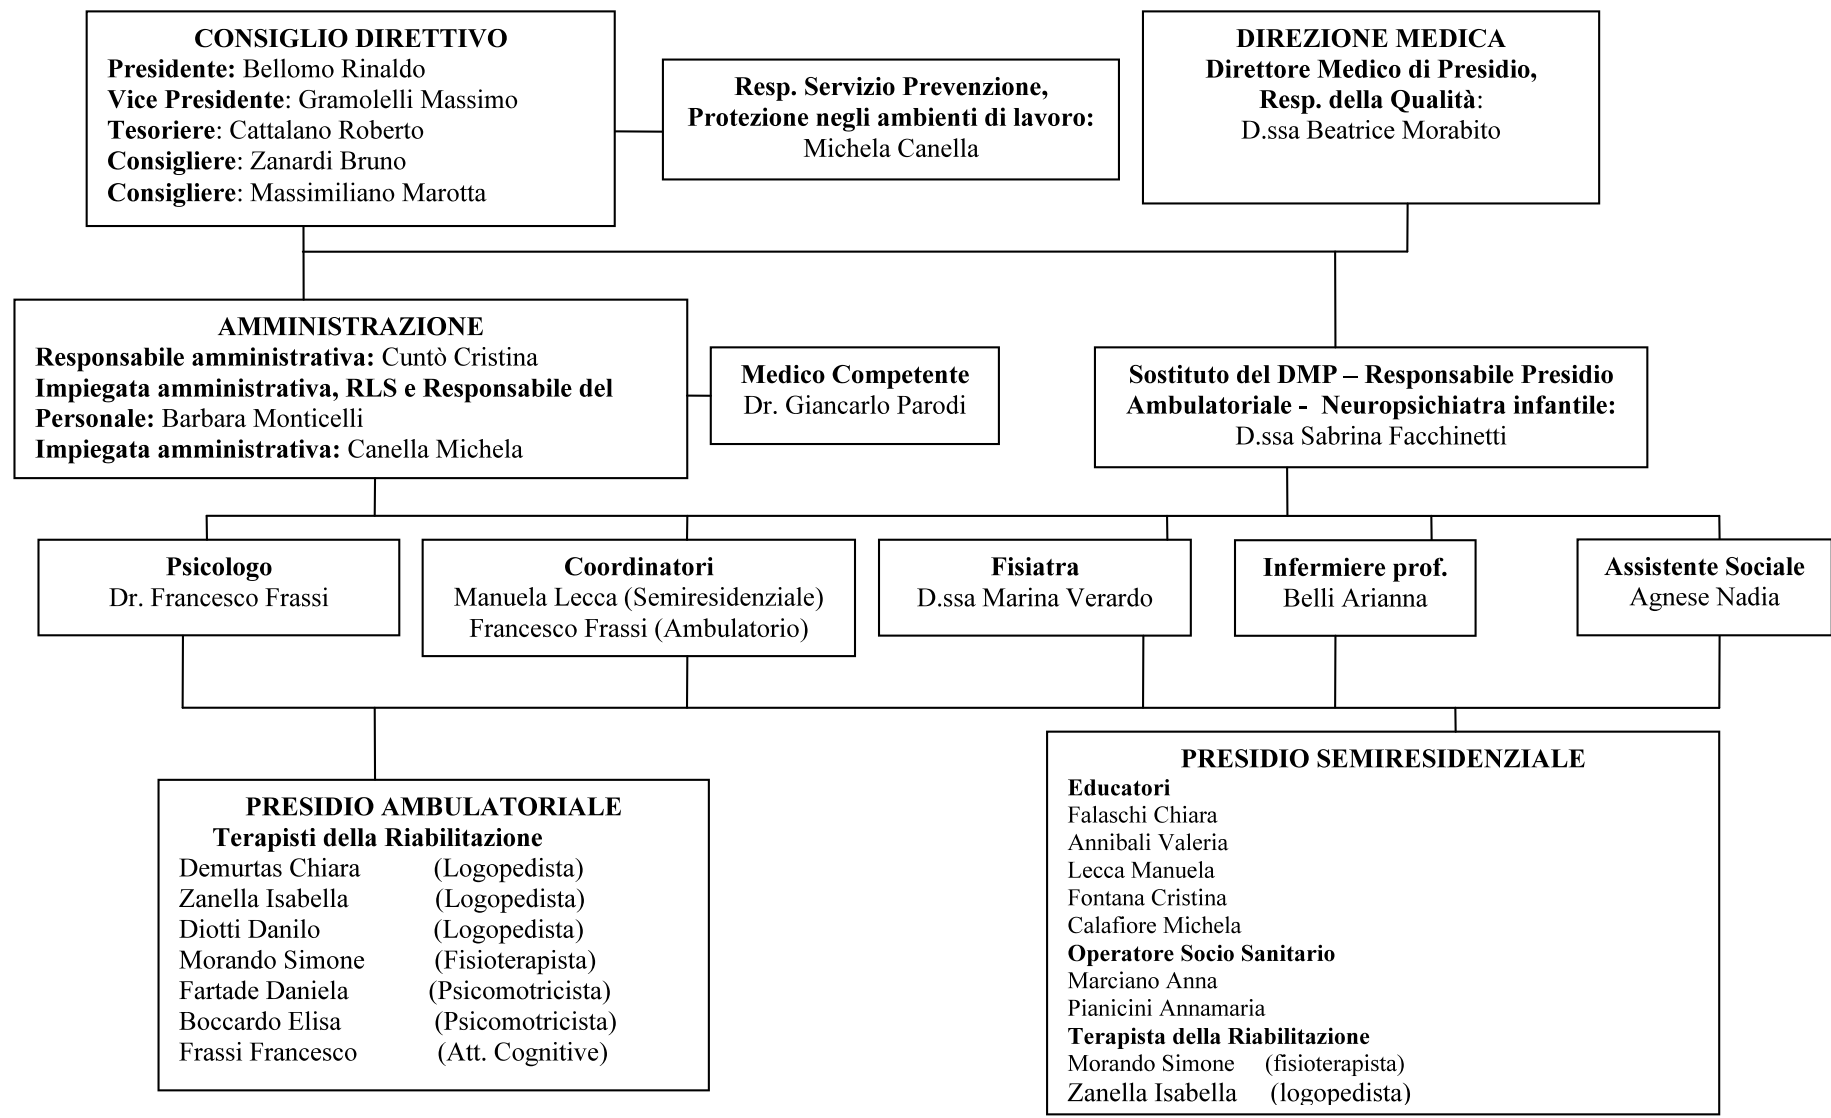 CONSIGLIO DIRETTIVO
Presidente: Bellomo Rinaldo
Vice Presidente: Gramolelli Massimo
Tesoriere: Cattalano Roberto
Consigliere: Zanardi Bruno
Consigliere: Massimiliano Marotta
Resp. Servizio Prevenzione,
Protezione negli ambienti di lavoro:
Michela Canella
DIREZIONE MEDICA
Direttore Medico di Presidio,
Resp. della Qualità:
D.ssa Beatrice Morabito
AMMINISTRAZIONE
Responsabile amministrativa: Cuntò Cristina
Impiegata amministrativa, RLS e Responsabile del
Personale: Barbara Monticelli
Impiegata amministrativa: Canella Michela
Medico Competente
Dr. Giancarlo Parodi
Sostituto del DMP – Responsabile Presidio
Ambulatoriale - Neuropsichiatra infantile:
D.ssa Sabrina Facchinetti
Psicologo
Dr. Francesco Frassi
Coordinatori
Manuela Lecca (Semiresidenziale)
Francesco Frassi (Ambulatorio)
Fisiatra
D.ssa Marina Verardo
Infermiere prof.
Belli Arianna
Assistente Sociale
Agnese Nadia
PRESIDIO AMBULATORIALE
Terapisti della Riabilitazione
Demurtas Chiara (Logopedista)
Zanella Isabella (Logopedista)
Diotti Danilo (Logopedista)
Morando Simone (Fisioterapista)
Fartade Daniela (Psicomotricista)
Boccardo Elisa (Psicomotricista)
Frassi Francesco (Att. Cognitive)
PRESIDIO SEMIRESIDENZIALE
Educatori
Falaschi Chiara
Annibali Valeria
Lecca Manuela
Fontana Cristina
Calafiore Michela
Operatore Socio Sanitario
Marciano Anna
Pianicini Annamaria
Terapista della Riabilitazione
Morando Simone (fisioterapista)
Zanella Isabella (logopedista)